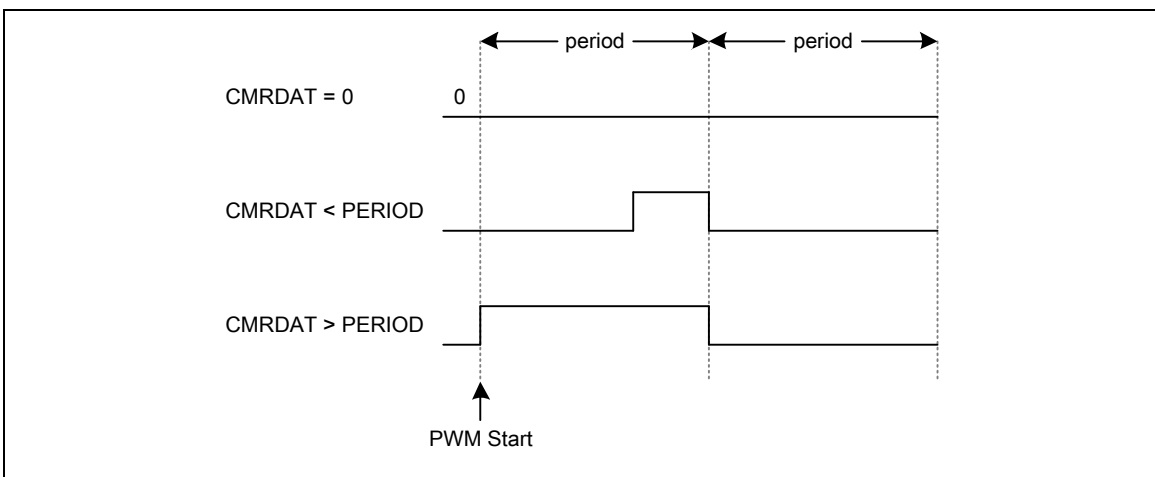 period
period
CMRDAT = 0
0
CMRDAT < PERIOD
CMRDAT > PERIOD
PWM Start